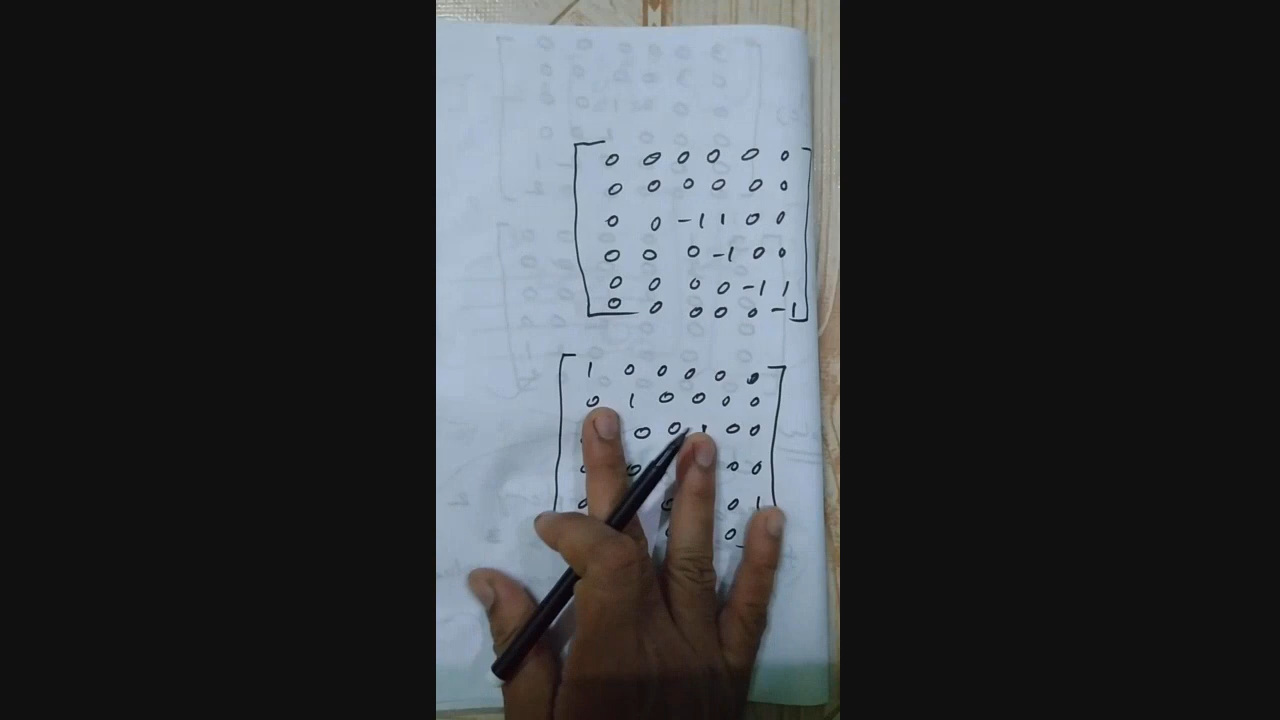 0 0 0 0 0 0
0 0 0 0 0 0
0 0 -1 1 0 0
0 0 0 -1 0 0
0 0 0 0 -1 1
0 0 0 0 0 -1
1 0 0 0 0 0
0 1 0 0 0 0
0 0 1 0 0
0 0 0
0 0 1
0